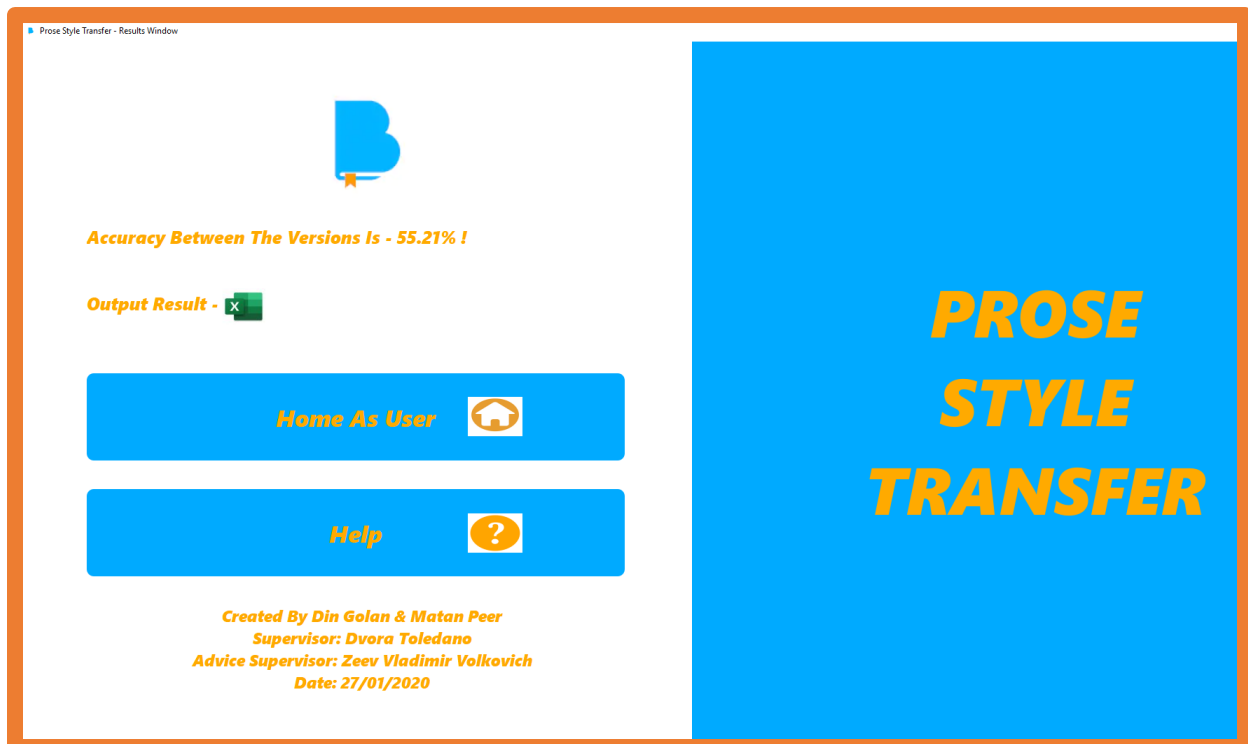 Prose Style Transfer - Results Window
Accuracy Between The Versions Is - 55.21% !
Output Result -
Home As User
Help
Created By Din Golan & Matan Peer
Supervisor: Dvora Toledano
Advice Supervisor: Zeev Vladimir Volkovich
Date: 27/01/2020
PROSE
STYLE
TRANSFER